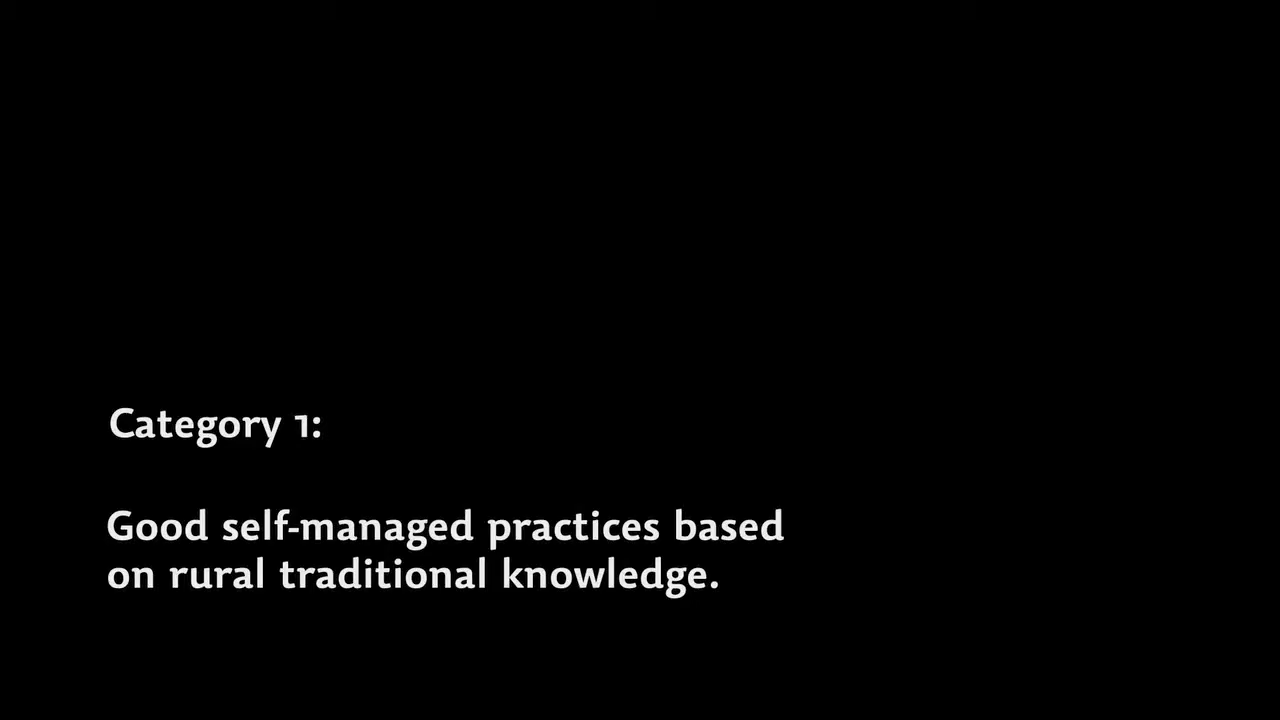 Category 1:
Good self-managed practices based
on rural traditional knowledge.